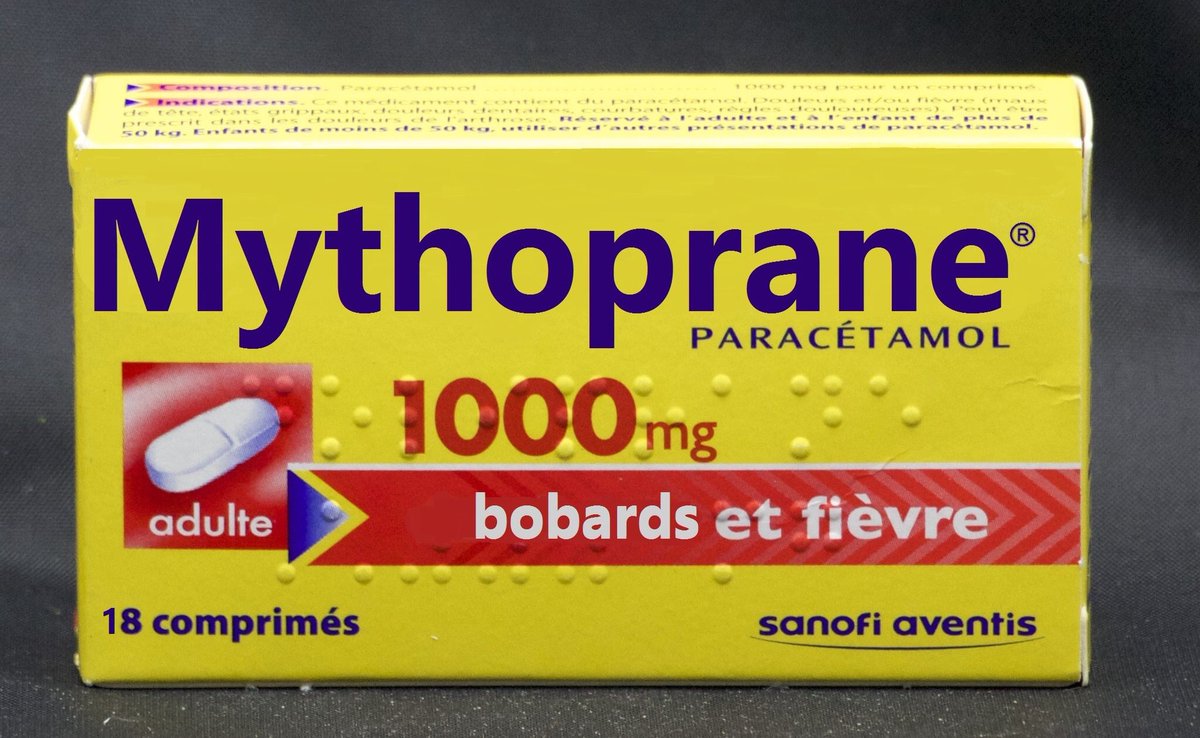 Composition. Paracétamol ........................ 1000 mg pour un comprimé.
Indications. Ce médicament contient du paracétamol. Douleurs et/ou fièvre (maux
de tête, états grippaux, douleurs dentaires, courbatures, règles douloureuses). Peut être
prescrit dans les douleurs de l'arthrose. Réservé à l'adulte et à l'enfant de plus de
50 kg. Enfants de moins de 50 kg, utiliser d'autres présentations de paracétamol.
Mythoprane®
PARACÉTAMOL
1000 mg
adulte
bobards et fièvre
18 comprimés
sanofi aventis